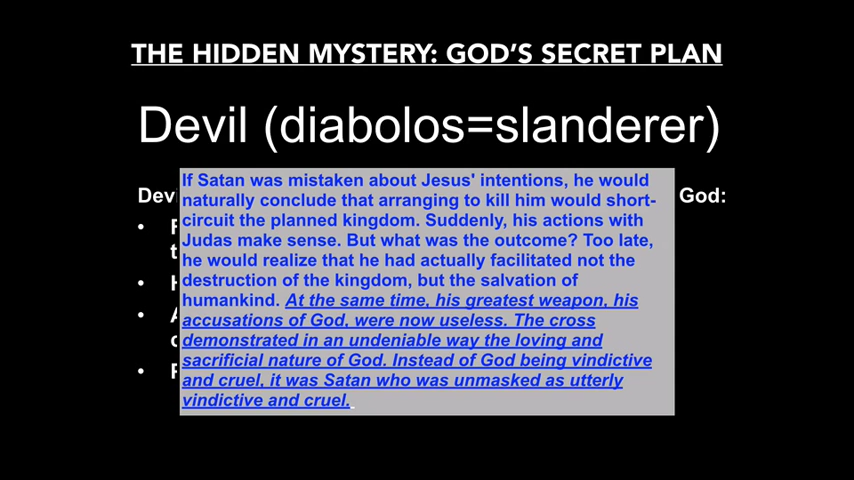 THE HIDDEN MYSTERY: GOD'S SECRET PLAN
Devil (diabolos=slanderer)
God:
If Satan was mistaken about Jesus' intentions, he would
naturally conclude that arranging to kill him would short-
circuit the planned kingdom. Suddenly, his actions with
Judas make sense. But what was the outcome? Too late,
he would realize that he had actually facilitated not the
destruction of the kingdom, but the salvation of
humankind. At the same time, his greatest weapon, his
accusations of God, were now useless. The cross
demonstrated in an undeniable way the loving and
sacrificial nature of God. Instead of God being vindictive
and cruel, it was Satan who was unmasked as utterly
vindictive and cruel.